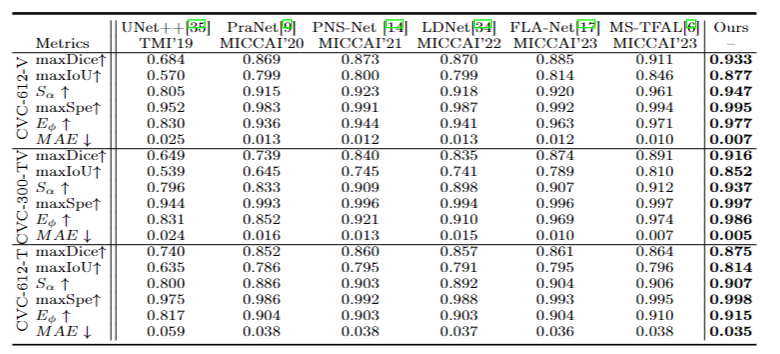 UNet++[35] PraNet[9] PNS-Net [14] LDNet[34] FLA-Net[17] MS-TFAL[6] Ours
Metrics TMI'19 MICCAI'20 MICCAI'21 MICCAI'22 MICCAI'23 MICCAI'23 –
CVC-612-V
maxDice↑ 0.684 0.869 0.873 0.870 0.885 0.911 0.933
maxIoU↑ 0.570 0.799 0.800 0.799 0.814 0.846 0.877
Sα ↑ 0.805 0.915 0.923 0.918 0.920 0.961 0.947
maxSpe↑ 0.952 0.983 0.991 0.987 0.992 0.994 0.995
Eϕ ↑ 0.830 0.936 0.944 0.941 0.963 0.971 0.977
MAE ↓ 0.025 0.013 0.012 0.013 0.012 0.010 0.007
CVC-300-TV
maxDice↑ 0.649 0.739 0.840 0.835 0.874 0.891 0.916
maxIoU↑ 0.539 0.645 0.745 0.741 0.789 0.810 0.852
Sα ↑ 0.796 0.833 0.909 0.898 0.907 0.912 0.937
maxSpe↑ 0.944 0.993 0.996 0.994 0.996 0.997 0.997
Eϕ ↑ 0.831 0.852 0.921 0.910 0.969 0.974 0.986
MAE ↓ 0.024 0.016 0.013 0.015 0.010 0.007 0.005
CVC-612-T
maxDice↑ 0.740 0.852 0.860 0.857 0.861 0.864 0.875
maxIoU↑ 0.635 0.786 0.795 0.791 0.795 0.796 0.814
Sα ↑ 0.800 0.886 0.903 0.892 0.904 0.906 0.907
maxSpe↑ 0.975 0.986 0.992 0.988 0.993 0.995 0.998
Eϕ ↑ 0.817 0.904 0.903 0.903 0.904 0.910 0.915
MAE ↓ 0.059 0.038 0.038 0.037 0.036 0.038 0.035